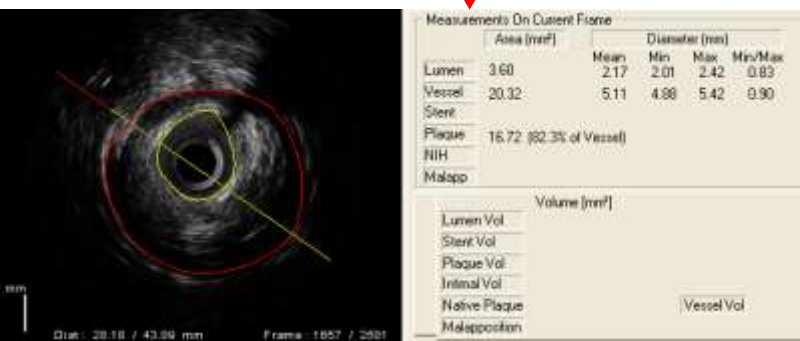 Measurements On Current Frame
Area (mm²) Diameter (mm)
Mean Min Max Min/Max
Lumen 3.60 2.17 2.01 2.42 0.83
Vessel 20.32 5.11 4.88 5.42 0.90
Stent
Plaque 16.72 (82.3% of Vessel)
NIH
Malapp
Volume [mm³]
Lumen Vol
Stent Vol
Plaque Vol
Intimal Vol
Native Plaque Vessel Vol
Malapposition
mm
Dist: 28.18 / 43.89 mm Frame: 1657 / 2581